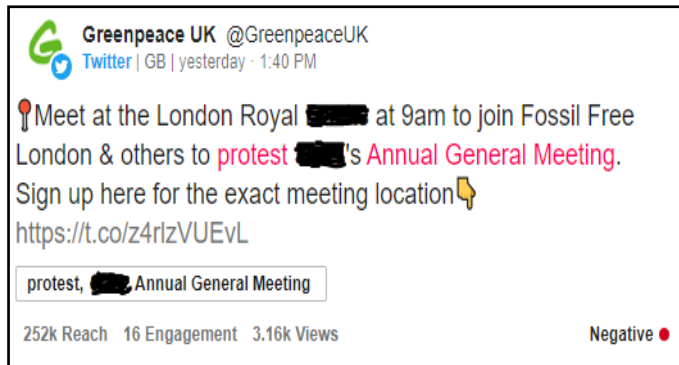 Greenpeace UK @GreenpeaceUK
Twitter | GB | yesterday · 1:40 PM
Meet at the London Royal at 9am to join Fossil Free
London & others to protest 's Annual General Meeting.
Sign up here for the exact meeting location
https://t.co/z4rlzVUEvL
protest, , Annual General Meeting
252k Reach 16 Engagement 3.16k Views Negative